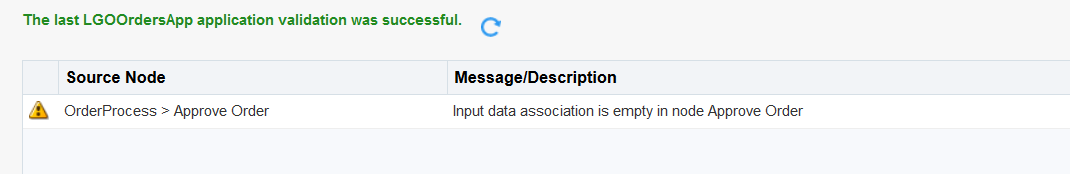 The last LGOOrdersApp application validation was successful.
Source Node Message/Description
OrderProcess > Approve Order Input data association is empty in node Approve Order